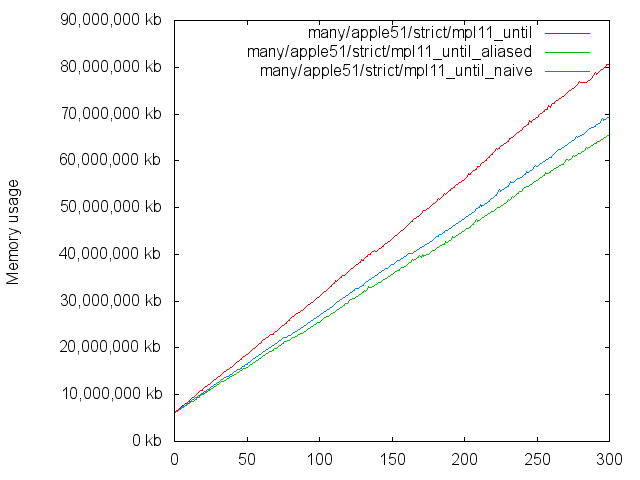 90,000,000 kb
80,000,000 kb
70,000,000 kb
60,000,000 kb
50,000,000 kb
40,000,000 kb
30,000,000 kb
20,000,000 kb
10,000,000 kb
0 kb
Memory usage
many/apple51/strict/mpl11_until
many/apple51/strict/mpl11_until_aliased
many/apple51/strict/mpl11_until_naive
0 50 100 150 200 250 300